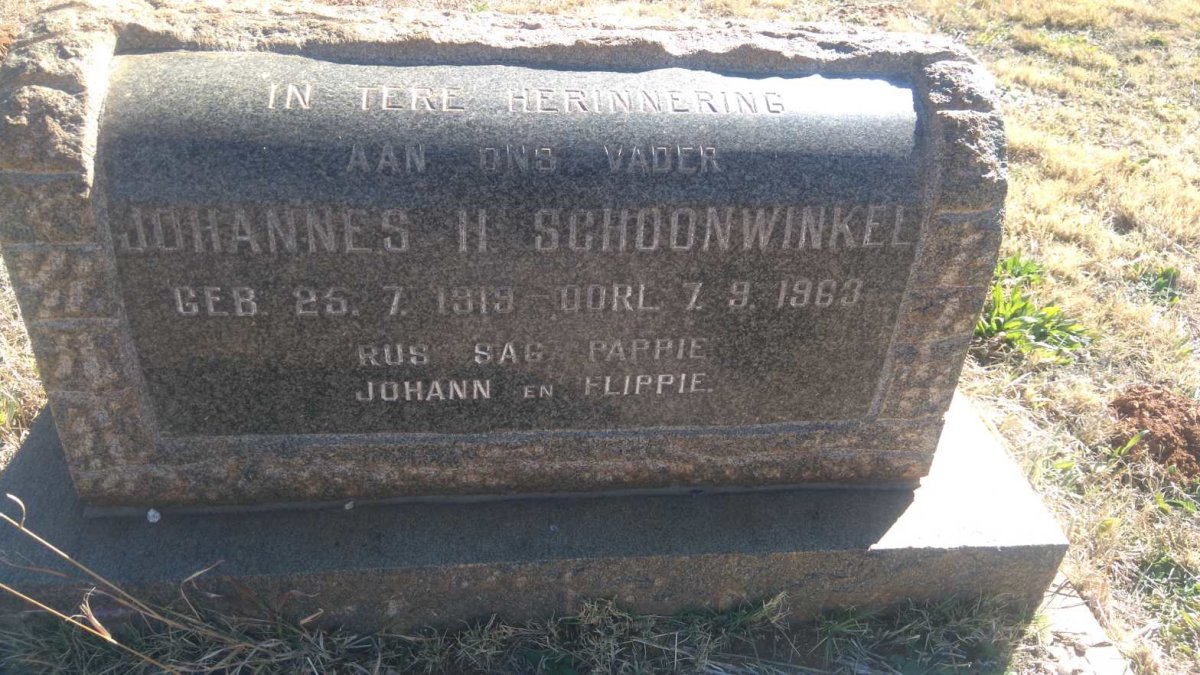 IN TERE HERINNERING
AAN ONS VADER
JOHANNES H SCHOONWINKEL
GEB. 26. 7. 1919 - OORL. 7. 9. 1963
RUS SAG PAPPIE
JOHANN EN FLIPPIE.